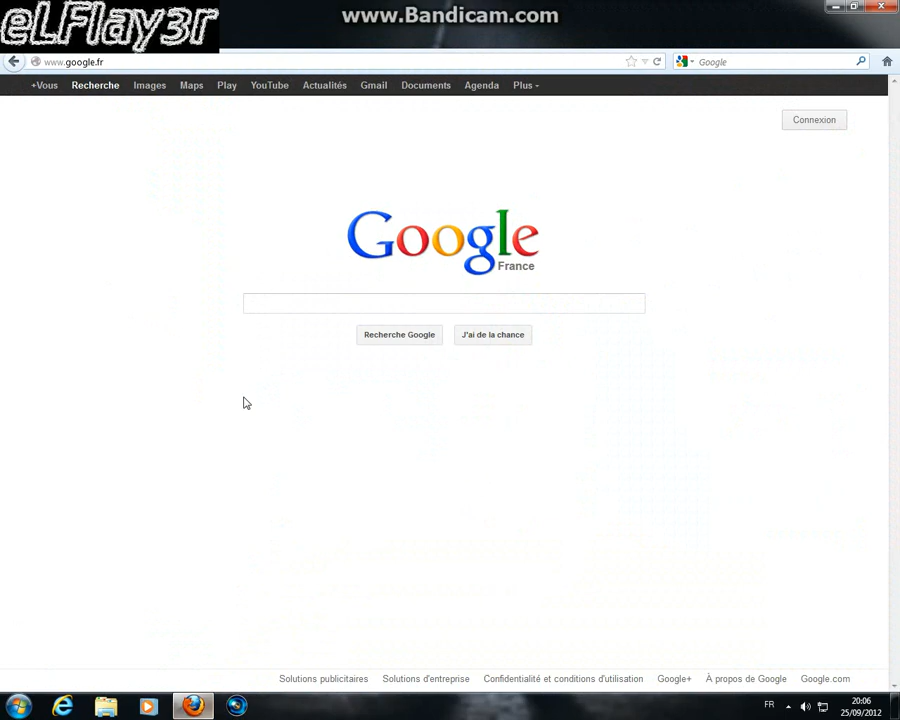 eLFlay3r
www.Bandicam.com
www.google.fr
Google
+Vous Recherche Images Maps Play YouTube Actualités Gmail Documents Agenda Plus
Connexion
Google
France
Recherche Google J'ai de la chance
Solutions publicitaires Solutions d'entreprise Confidentialité et conditions d'utilisation Google+ À propos de Google Google.com
FR
20:06
25/09/2012